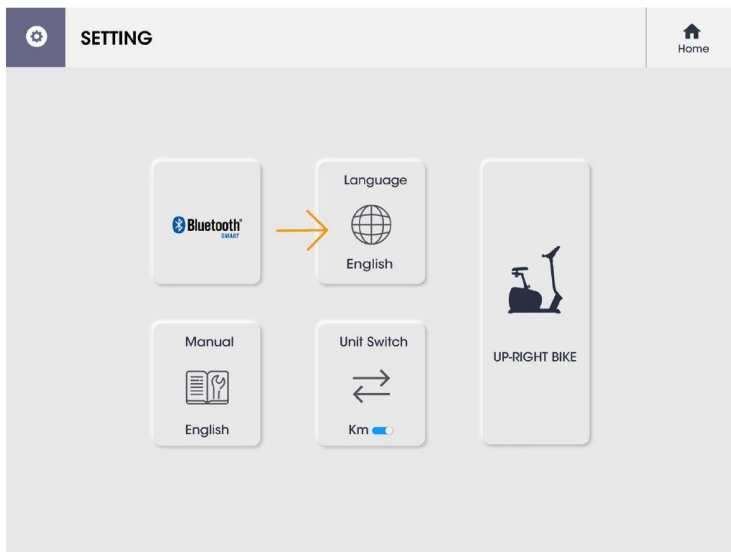 SETTING
Home
Bluetooth®
SMART
Language
English
Manual
English
Unit Switch
Km
UP-RIGHT BIKE